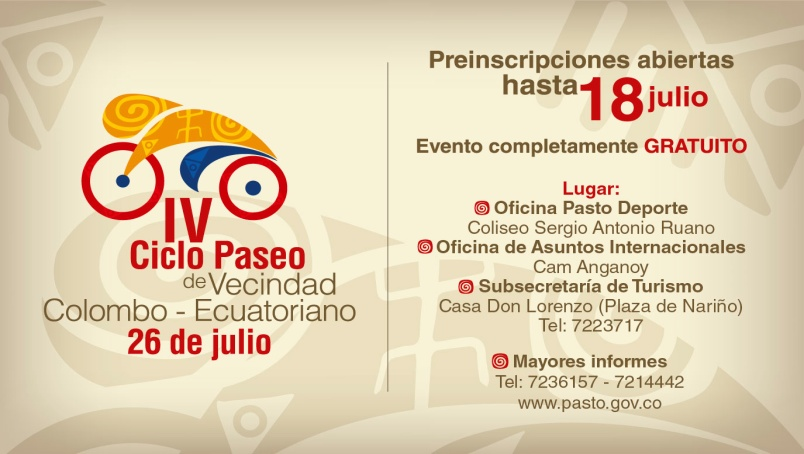 IV
Ciclo Paseo
de Vecindad
Colombo - Ecuatoriano
26 de julio
Preinscripciones abiertas
hasta 18 julio
Evento completamente GRATUITO
Lugar:
Oficina Pasto Deporte
Coliseo Sergio Antonio Ruano
Oficina de Asuntos Internacionales
Cam Anganoy
Subsecretaría de Turismo
Casa Don Lorenzo (Plaza de Nariño)
Tel: 7223717
Mayores informes
Tel: 7236157 - 7214442
www.pasto.gov.co